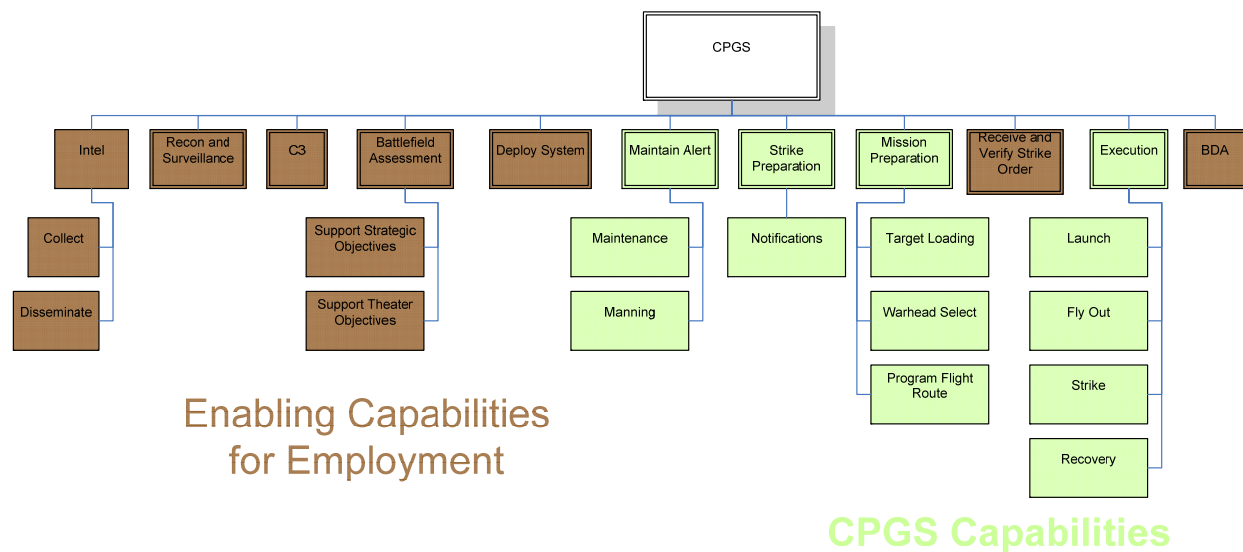 CPGS
Intel
Recon and
Surveillance
C3
Battlefield
Assessment
Deploy System
Maintain Alert
Strike
Preparation
Mission
Preparation
Receive and
Verify Strike
Order
Execution
BDA
Collect
Support Strategic
Objectives
Maintenance
Notifications
Target Loading
Launch
Disseminate
Support Theater
Objectives
Manning
Warhead Select
Fly Out
Program Flight
Route
Strike
Recovery
Enabling Capabilities
for Employment
CPGS Capabilities